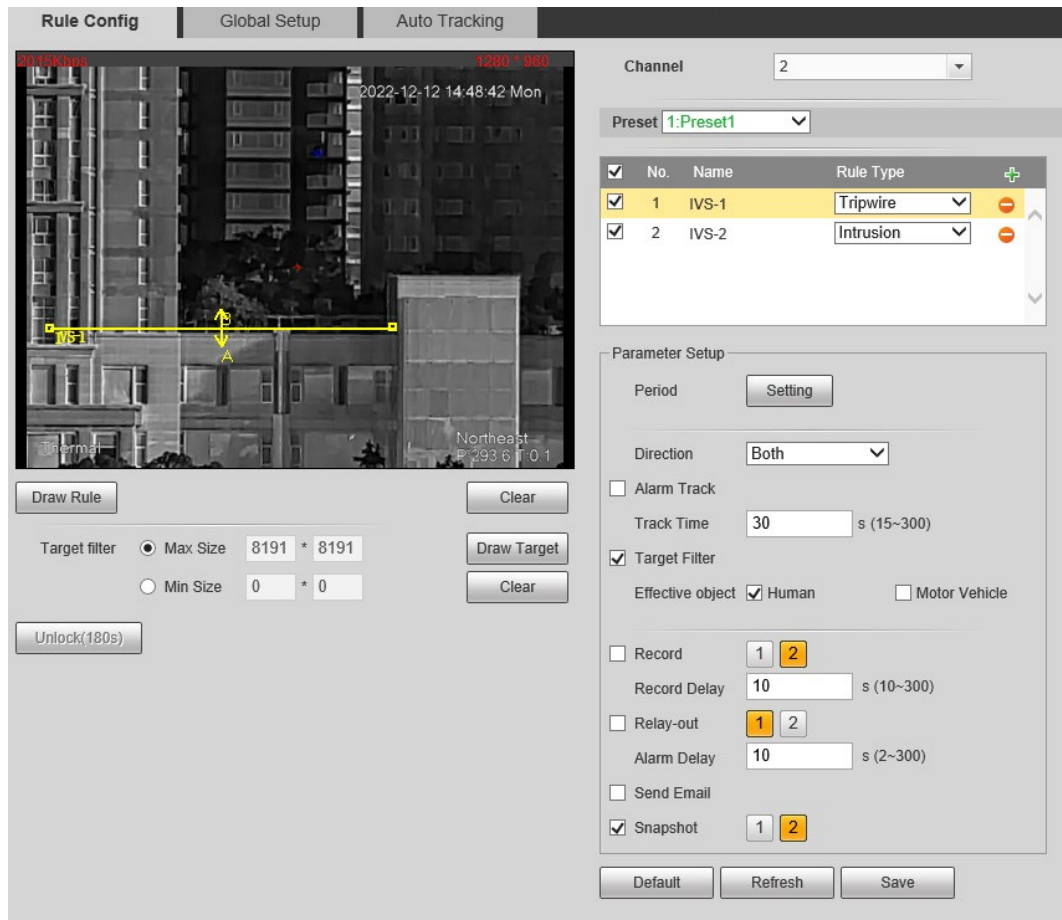 Rule Config Global Setup Auto Tracking
2015Kbps 1280 * 960
2022-12-12 14:48:42 Mon
B
IVS-1
A
Northeast
Thermal P:293.6 T:0.1
Draw Rule Clear
Target filter Max Size 8191 * 8191 Draw Target
Min Size 0 * 0 Clear
Unlock(180s)
Channel 2
Preset 1:Preset1
No. Name Rule Type
1 IVS-1 Tripwire
2 IVS-2 Intrusion
Parameter Setup
Period Setting
Direction Both
Alarm Track
Track Time 30 s (15~300)
Target Filter
Effective object Human Motor Vehicle
Record 1 2
Record Delay 10 s (10~300)
Relay-out 1 2
Alarm Delay 10 s (2~300)
Send Email
Snapshot 1 2
Default Refresh Save